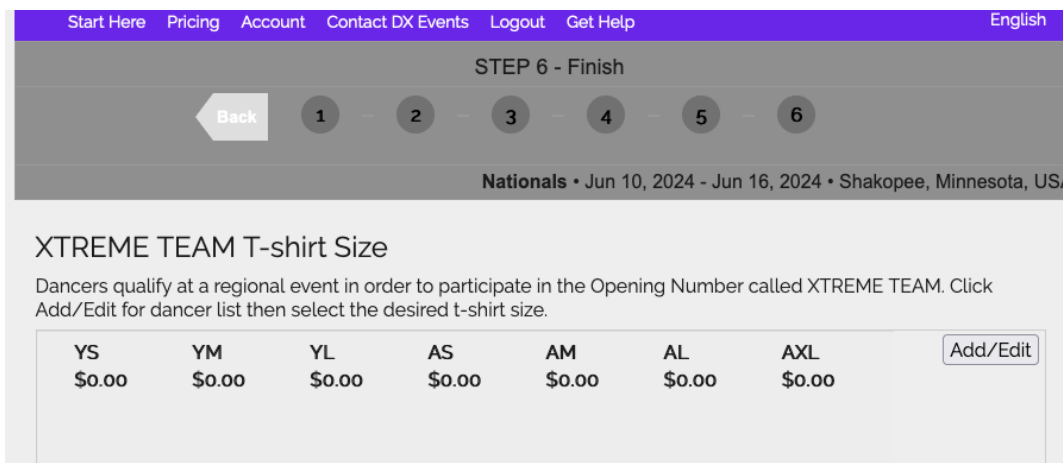 Start Here Pricing Account Contact DX Events Logout Get Help English
STEP 6 - Finish
Back 1 – 2 – 3 – 4 – 5 – 6
Nationals • Jun 10, 2024 - Jun 16, 2024 • Shakopee, Minnesota, USA
XTREME TEAM T-shirt Size
Dancers qualify at a regional event in order to participate in the Opening Number called XTREME TEAM. Click
Add/Edit for dancer list then select the desired t-shirt size.
YS YM YL AS AM AL AXL Add/Edit
$0.00 $0.00 $0.00 $0.00 $0.00 $0.00 $0.00